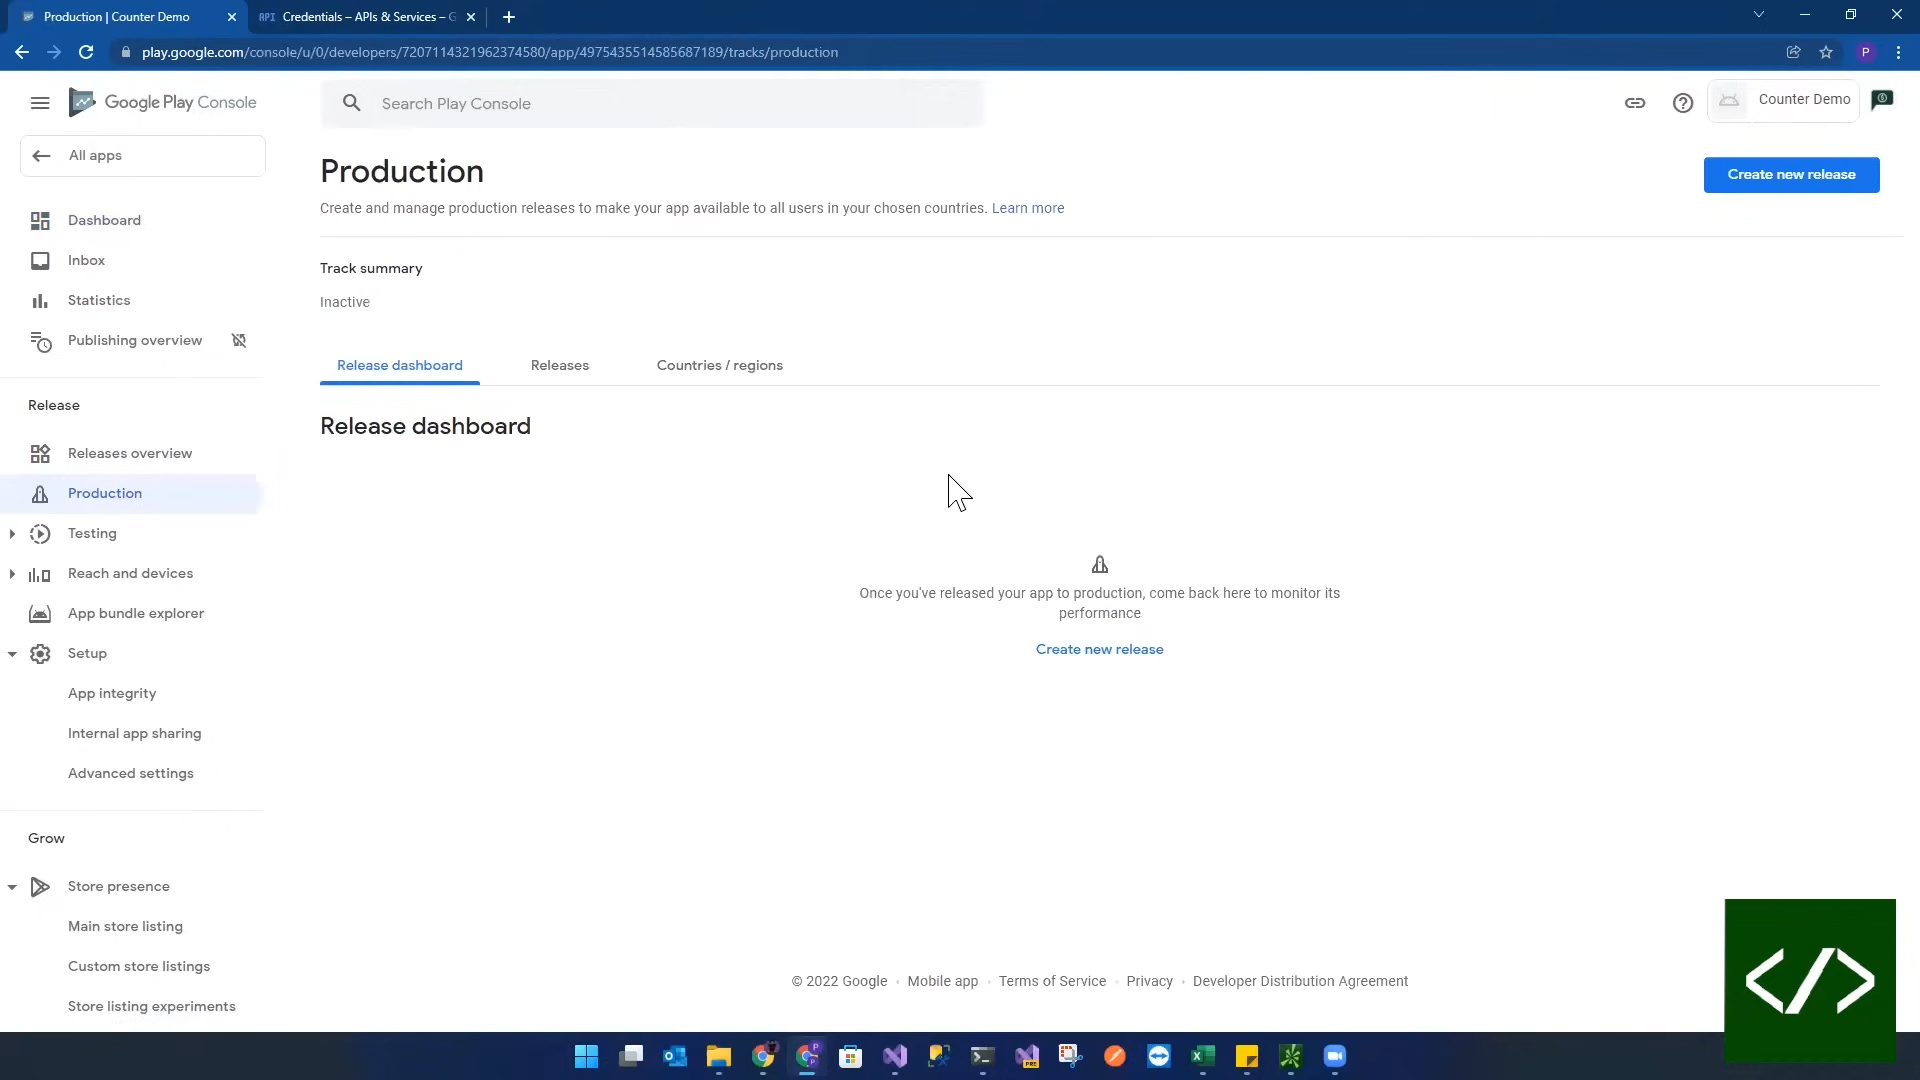 Production | Counter Demo
API Credentials – APIs & Services – G
play.google.com/console/u/0/developers/7207114321962374580/app/4975435514585687189/tracks/production
P
Google Play Console
Search Play Console
Counter Demo
All apps
Production
Create new release
Create and manage production releases to make your app available to all users in your chosen countries. Learn more
Dashboard
Inbox
Statistics
Publishing overview
Track summary
Inactive
Release dashboard
Releases
Countries / regions
Release
Releases overview
Production
Testing
Reach and devices
App bundle explorer
Setup
App integrity
Internal app sharing
Advanced settings
Release dashboard
Once you've released your app to production, come back here to monitor its
performance
Create new release
Grow
Store presence
Main store listing
Custom store listings
Store listing experiments
© 2022 Google · Mobile app · Terms of Service · Privacy · Developer Distribution Agreement
</>
P
PRE